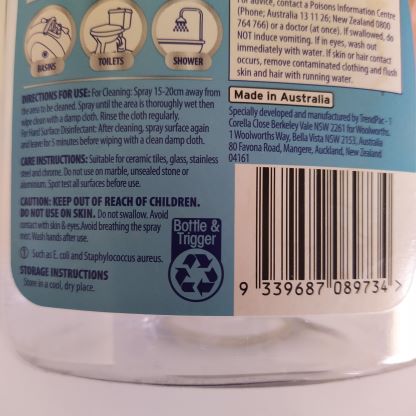 BASINS
TOILETS
SHOWER
DIRECTIONS FOR USE: For Cleaning: Spray 15-20cm away from
the area to be cleaned. Spray until the area is thoroughly wet then
wipe clean with a damp cloth. Rinse the cloth regularly.
For Hard Surface Disinfectant: After cleaning, spray surface again
and leave for 5 minutes before wiping with a clean damp cloth.
CARE INSTRUCTIONS: Suitable for ceramic tiles, glass, stainless
steel and chrome. Do not use on marble, unsealed stone or
aluminium. Spot test all surfaces before use.
CAUTION: KEEP OUT OF REACH OF CHILDREN.
DO NOT USE ON SKIN. Do not swallow. Avoid
contact with skin & eyes. Avoid breathing the spray
mist. Wash hands after use.
① Such as E. coli and Staphylococcus aureus.
STORAGE INSTRUCTIONS
Store in a cool, dry place.
Bottle &
Trigger
For advice, contact a Poisons Information Centre
(Phone; Australia 13 11 26; New Zealand 0800
764 766) or a doctor (at once). If swallowed, do
NOT induce vomiting. If in eyes, wash out
immediately with water. If skin or hair contact
occurs, remove contaminated clothing and flush
skin and hair with running water.
Made in Australia
Specially developed and manufactured by TrendPac - 1
Corella Close Berkeley Vale NSW 2261 for Woolworths.
1 Woolworths Way, Bella Vista NSW 2153, Australia
80 Favona Road, Mangere, Auckland, New Zealand
04161
9 339687 089734 >